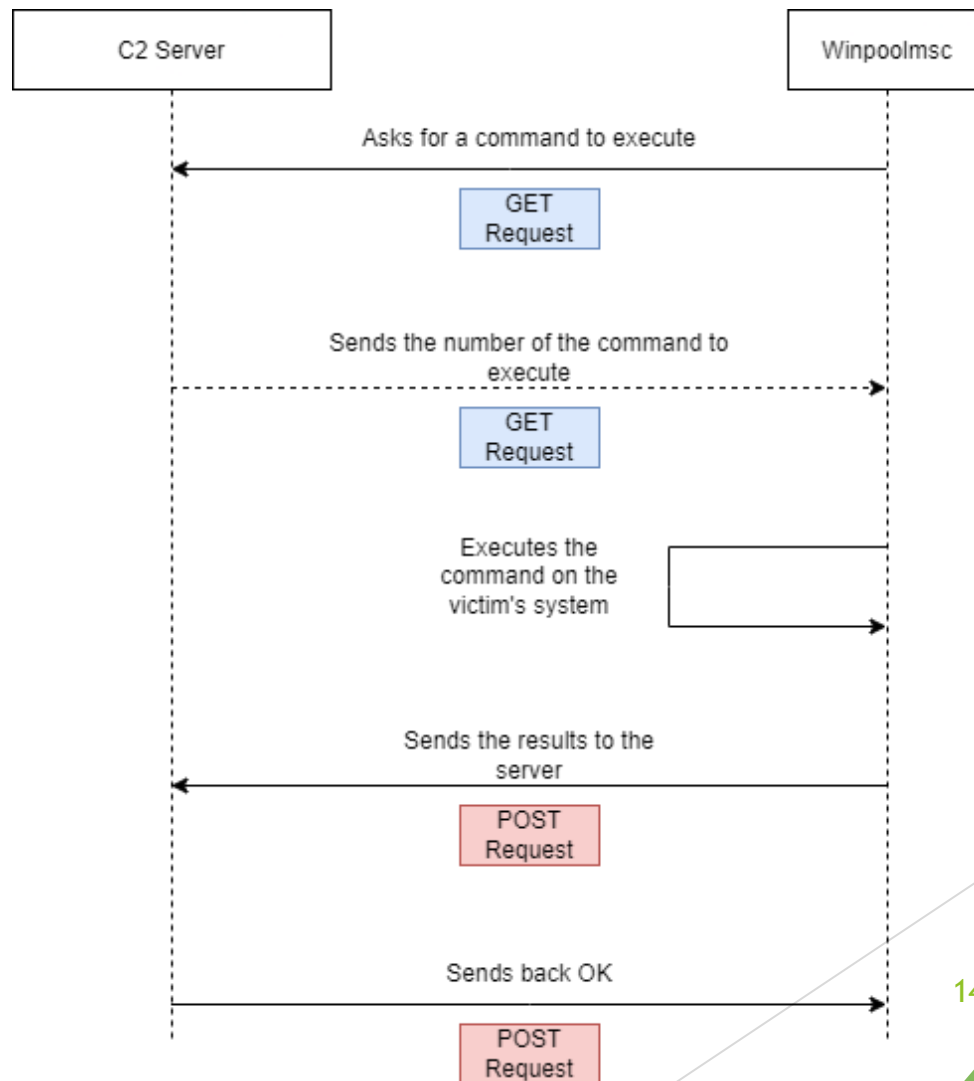 C2 Server
Winpoolmsc
Asks for a command to execute
GET
Request
Sends the number of the command to
execute
GET
Request
Executes the
command on the
victim's system
Sends the results to the
server
POST
Request
Sends back OK
14
POST
Request